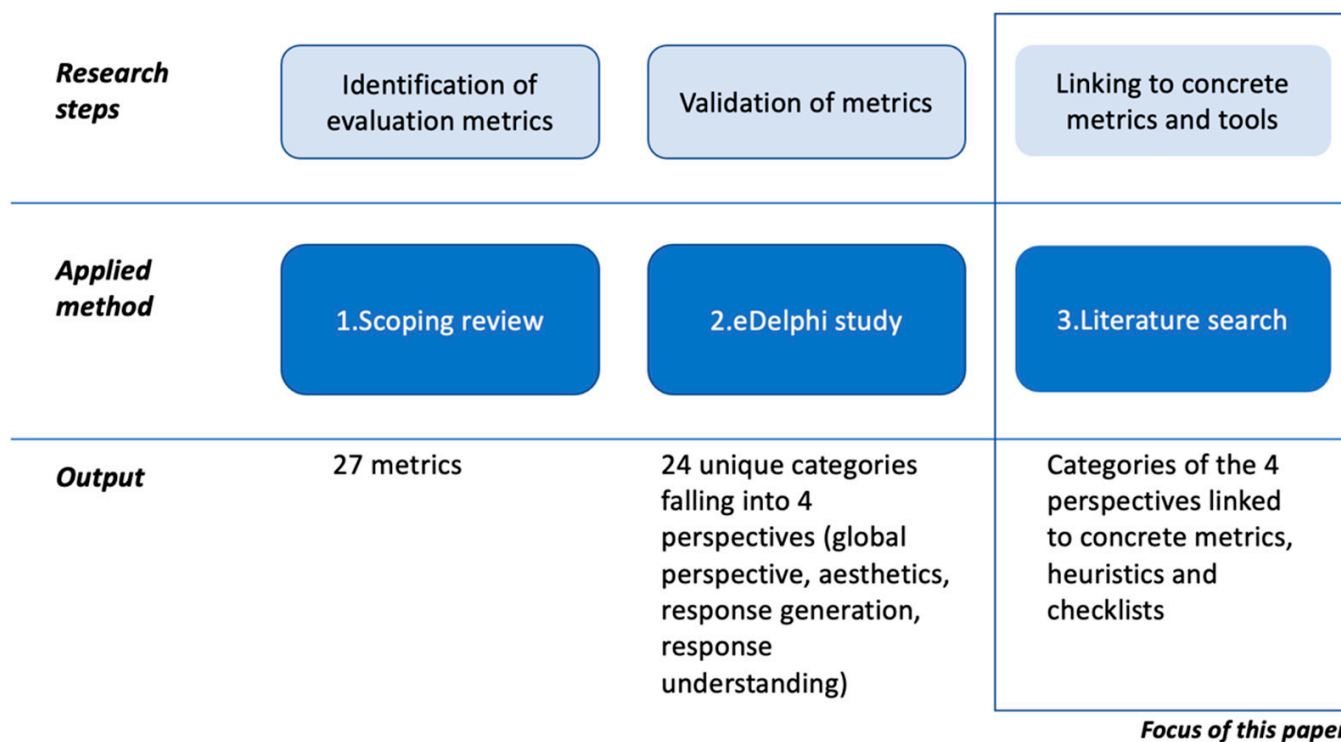 Research
steps
Identification of
evaluation metrics
Validation of metrics
Linking to concrete
metrics and tools
Applied
method
1.Scoping review
2.eDelphi study
3.Literature search
Output
27 metrics
24 unique categories
falling into 4
perspectives (global
perspective, aesthetics,
response generation,
response
understanding)
Categories of the 4
perspectives linked
to concrete metrics,
heuristics and
checklists
Focus of this paper